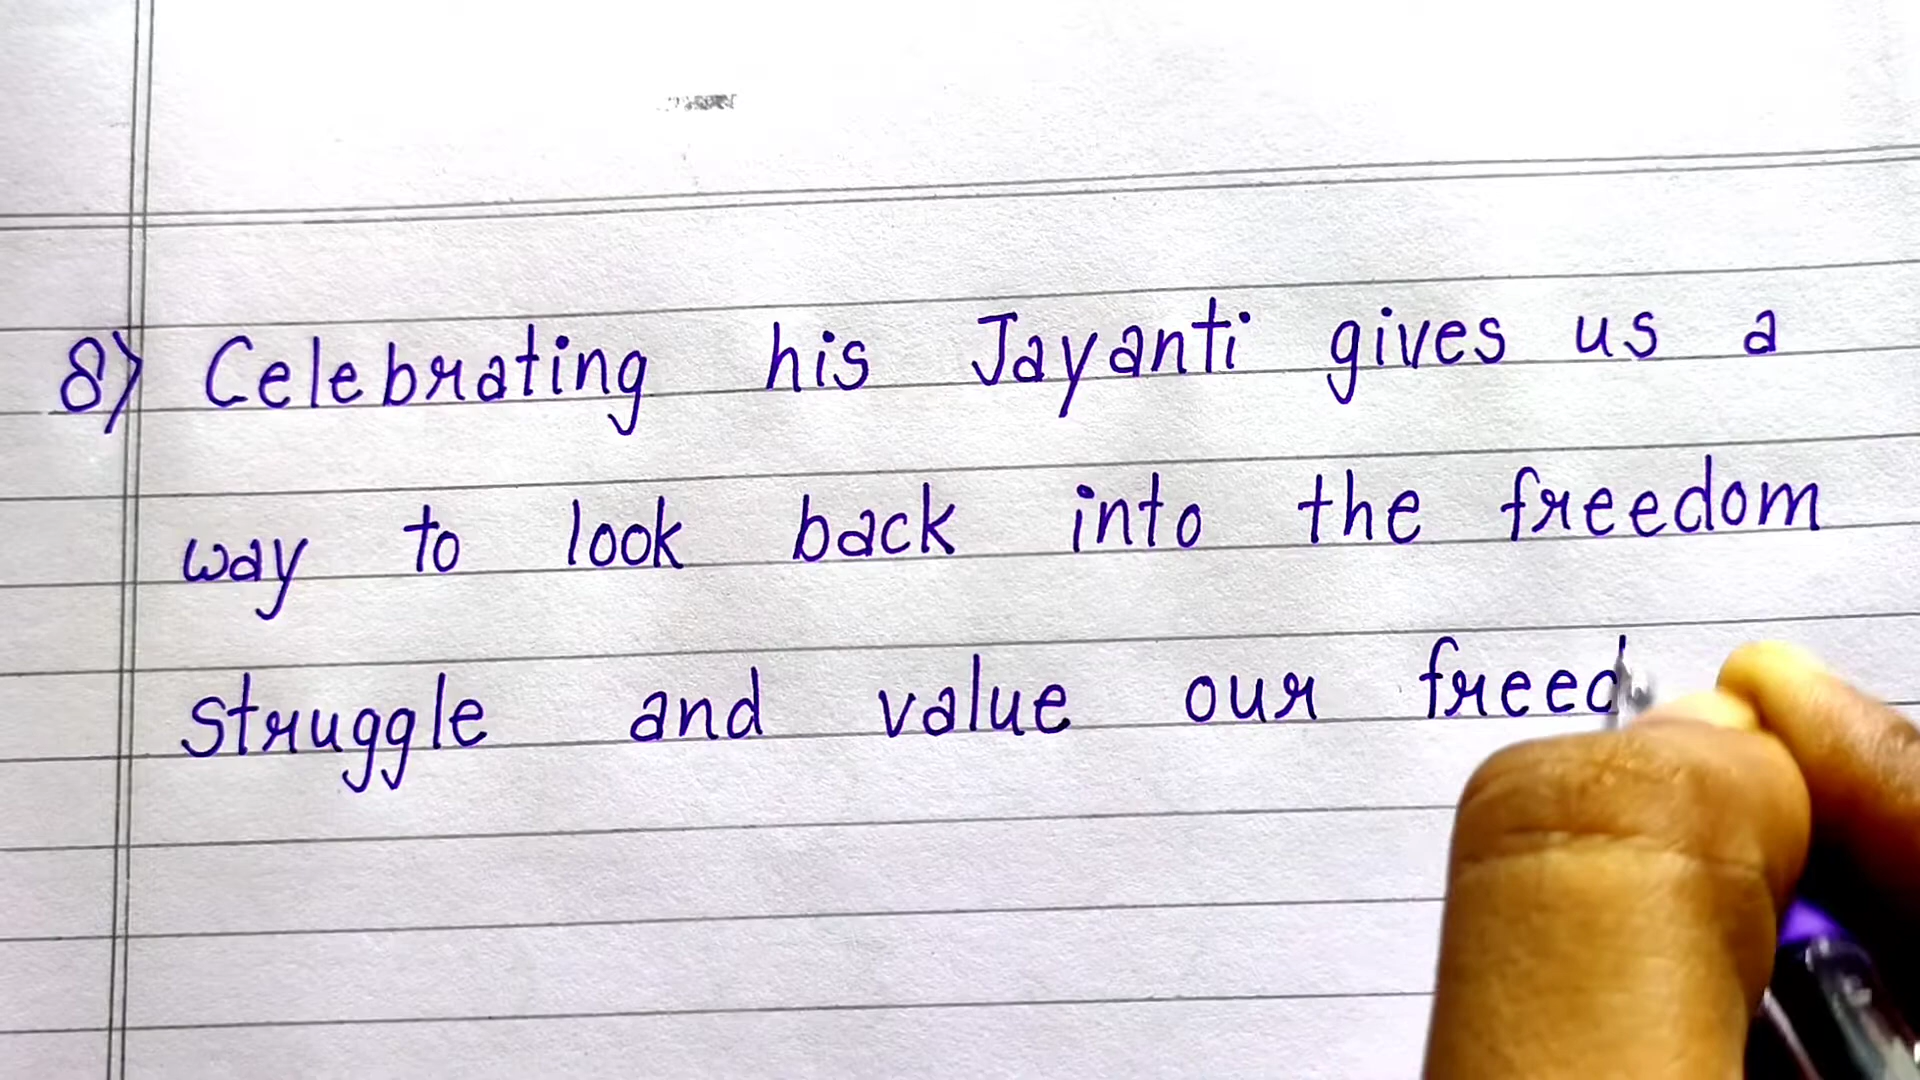 8) Celebrating his Jayanti gives us a
way to look back into the freedom
struggle and value our freed